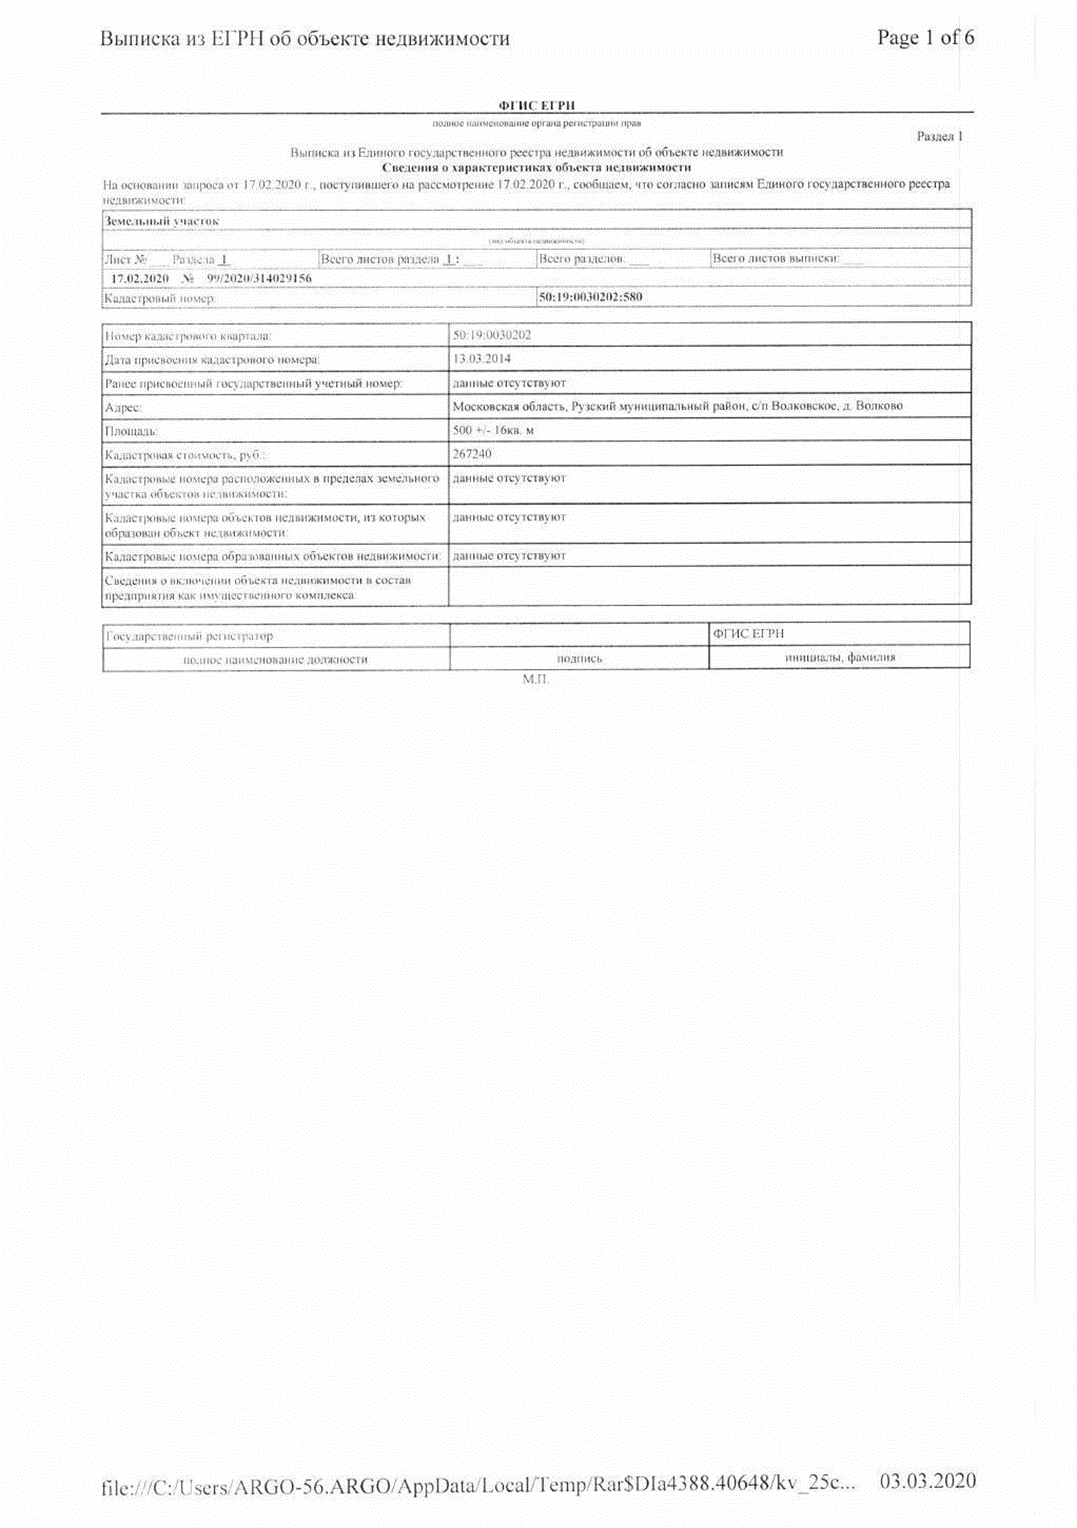 Выписка из ЕГРН об объекте недвижимости Page 1 of 6
ФГИС ЕГРН
полное наименование органа регистрации прав
Раздел 1
Выписка из Единого государственного реестра недвижимости об объекте недвижимости
Сведения о характеристиках объекта недвижимости
На основании запроса от 17.02.2020 г., поступившего на рассмотрение 17.02.2020 г., сообщаем, что согласно записям Единого государственного реестра
недвижимости:
Земельный участок
(вид объекта недвижимости)
Лист № ___ Раздела 1 Всего листов раздела 1 : ___ Всего разделов: ___ Всего листов выписки: ___
17.02.2020 № 99/2020/314029156
Кадастровый номер: 50:19:0030202:580
Номер кадастрового квартала: 50:19:0030202
Дата присвоения кадастрового номера: 13.03.2014
Ранее присвоенный государственный учетный номер: данные отсутствуют
Адрес: Московская область, Рузский муниципальный район, с/п Волковское, д. Волково
Площадь: 500 +/- 16кв. м
Кадастровая стоимость, руб.: 267240
Кадастровые номера расположенных в пределах земельного данные отсутствуют
участка объектов недвижимости:
Кадастровые номера объектов недвижимости, из которых данные отсутствуют
образован объект недвижимости:
Кадастровые номера образованных объектов недвижимости: данные отсутствуют
Сведения о включении объекта недвижимости в состав
предприятия как имущественного комплекса
Государственный регистратор ФГИС ЕГРН
полное наименование должности подпись инициалы, фамилия
М.П.
file:///C:/Users/ARGO-56.ARGO/AppData/Local/Temp/Rar$DIa4388.40648/kv_25c... 03.03.2020